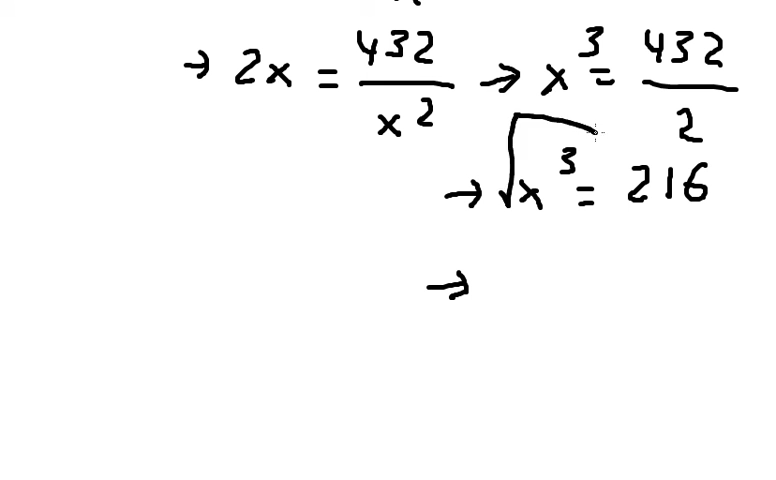 → 2x = 432/x² → x³ = 432/2
→ √x³ = 216
→